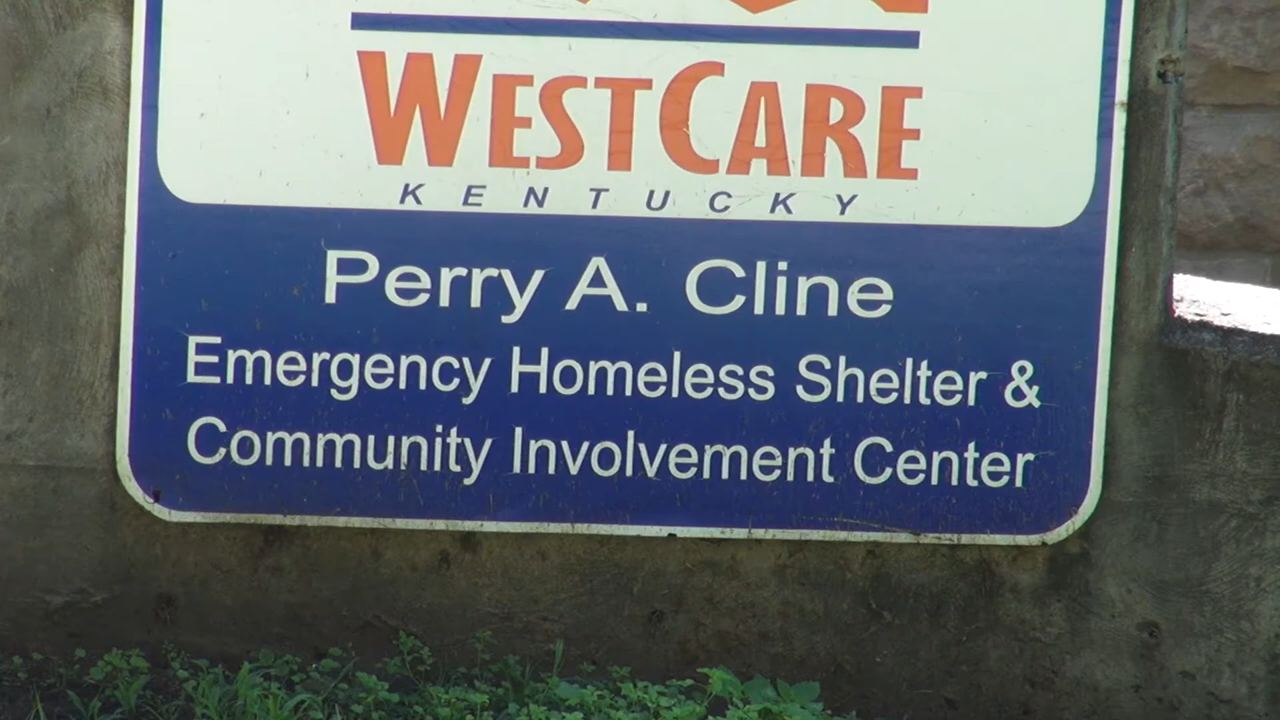 WESTCARE
KENTUCKY
Perry A. Cline
Emergency Homeless Shelter &
Community Involvement Center